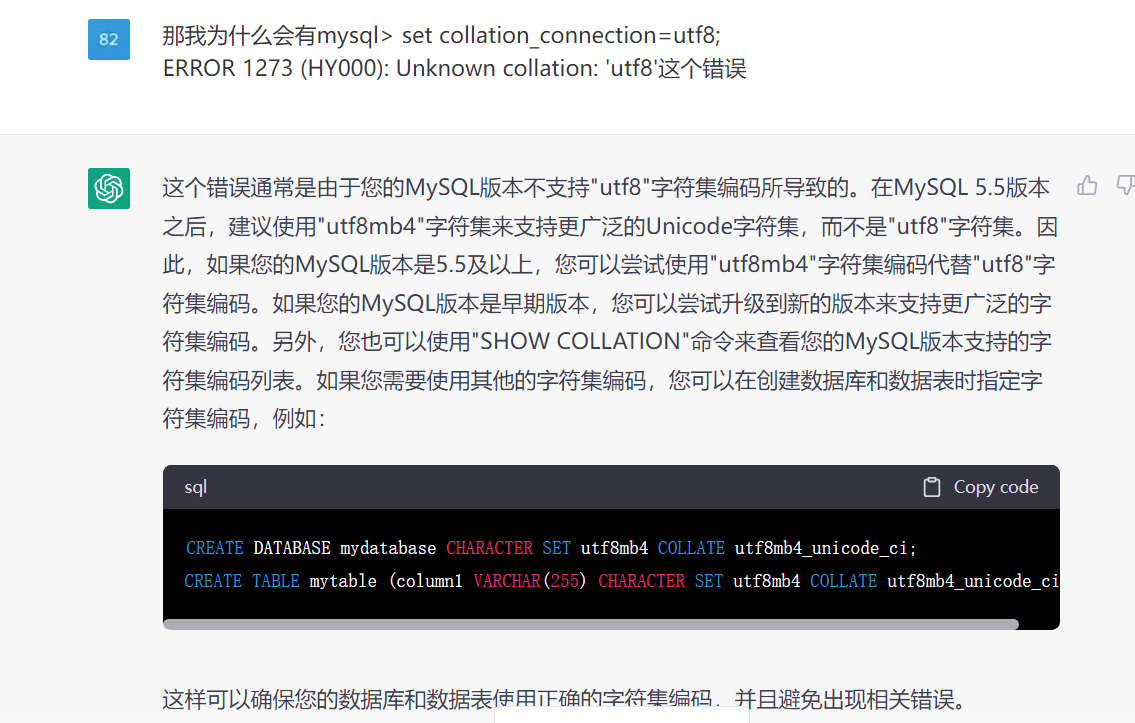 82
那我为什么会有mysql> set collation_connection=utf8;
ERROR 1273 (HY000): Unknown collation: 'utf8'这个错误
这个错误通常是由于您的MySQL版本不支持"utf8"字符集编码所导致的。在MySQL 5.5版本
之后，建议使用"utf8mb4"字符集来支持更广泛的Unicode字符集，而不是"utf8"字符集。因
此，如果您的MySQL版本是5.5及以上，您可以尝试使用"utf8mb4"字符集编码代替"utf8"字
符集编码。如果您的MySQL版本是早期版本，您可以尝试升级到新的版本来支持更广泛的字
符集编码。另外，您也可以使用"SHOW COLLATION"命令来查看您的MySQL版本支持的字
符集编码列表。如果您需要使用其他的字符集编码，您可以在创建数据库和数据表时指定字
符集编码，例如：
sql Copy code
CREATE DATABASE mydatabase CHARACTER SET utf8mb4 COLLATE utf8mb4_unicode_ci;
CREATE TABLE mytable (column1 VARCHAR(255) CHARACTER SET utf8mb4 COLLATE utf8mb4_unicode_ci
这样可以确保您的数据库和数据表使用正确的字符集编码，并且避免出现相关错误。